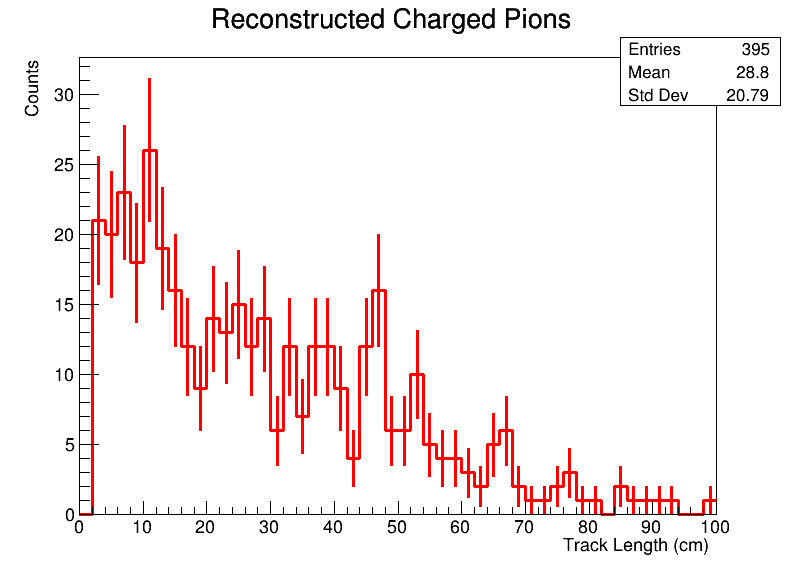 Reconstructed Charged Pions
Entries 395
Mean 28.8
Std Dev 20.79
Counts
30
25
20
15
10
5
0
0 10 20 30 40 50 60 70 80 90 100
Track Length (cm)